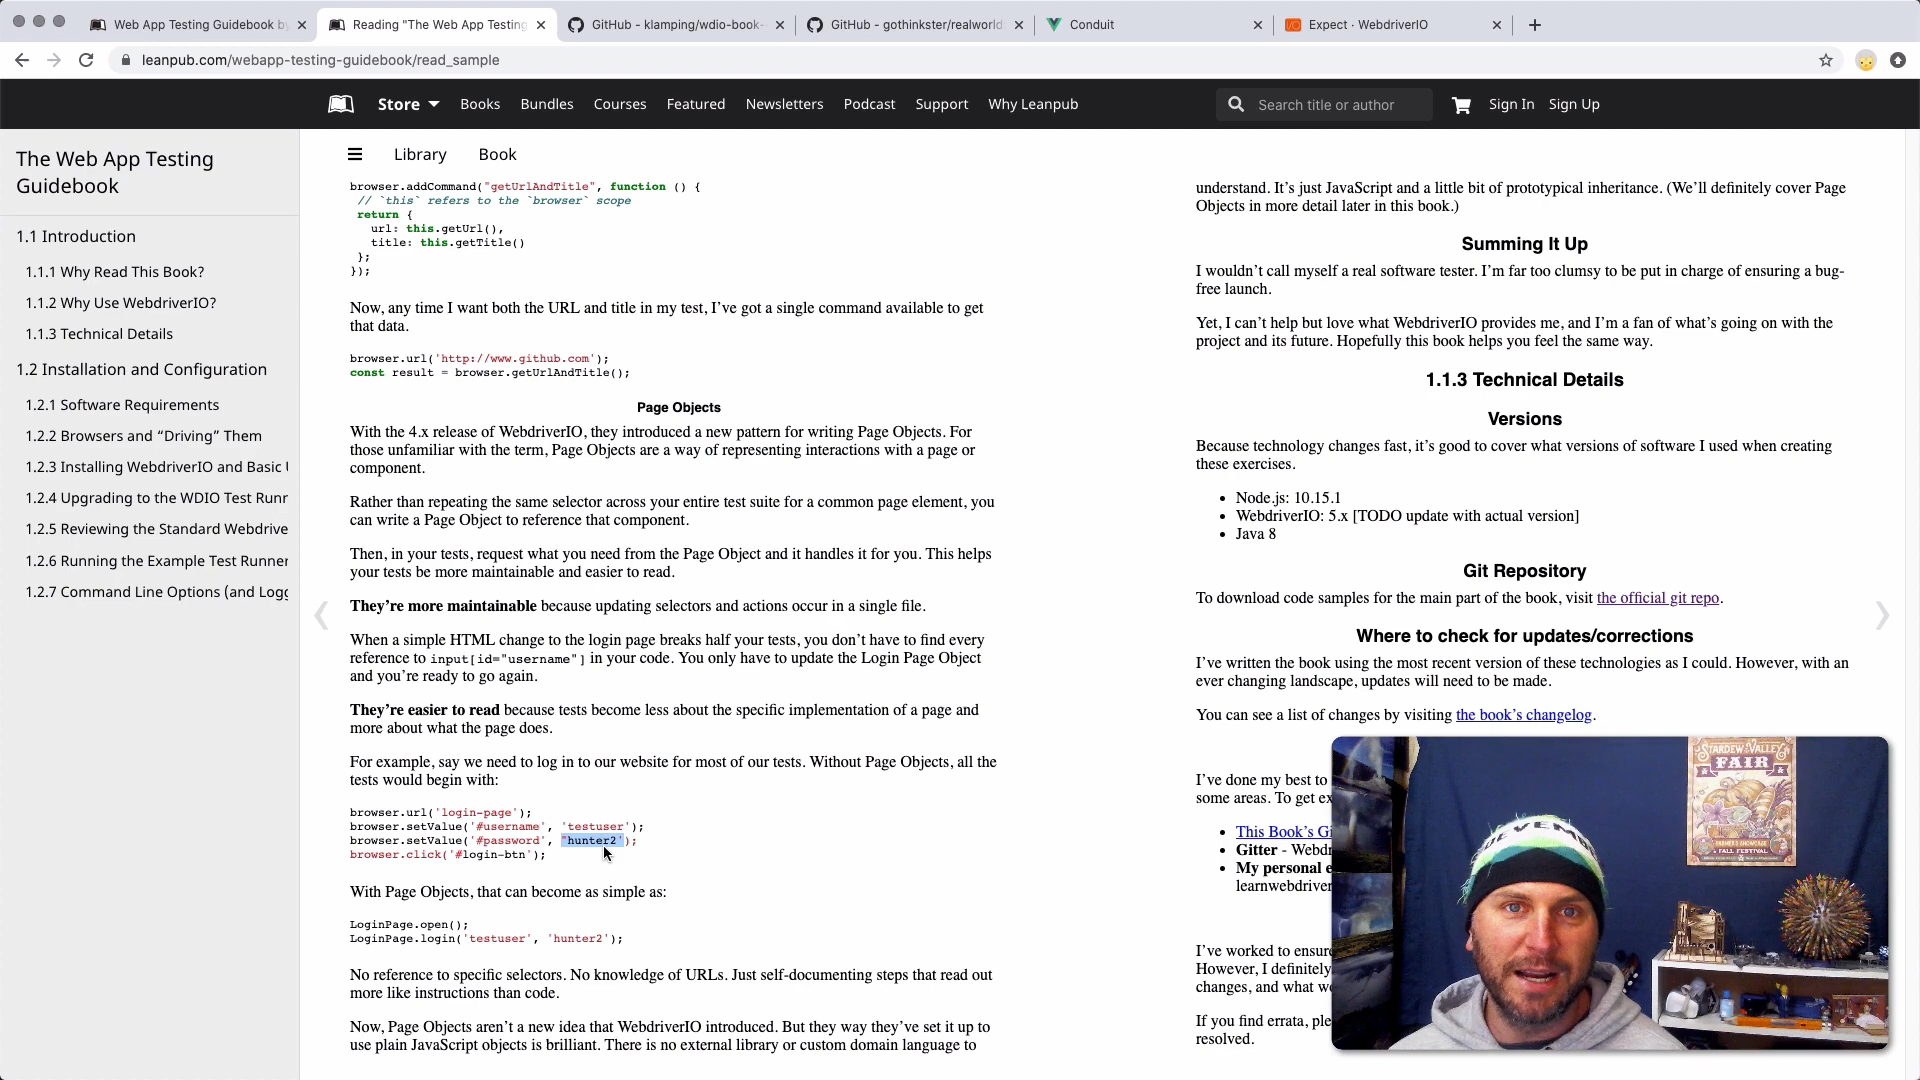 Web App Testing Guidebook by
Reading "The Web App Testing
GitHub - klamping/wdio-book-
GitHub - gothinkster/realworld
Conduit
Expect · WebdriverIO
leanpub.com/webapp-testing-guidebook/read_sample
Store
Books
Bundles
Courses
Featured
Newsletters
Podcast
Support
Why Leanpub
Search title or author
Sign In
Sign Up
The Web App Testing
Guidebook
1.1 Introduction
1.1.1 Why Read This Book?
1.1.2 Why Use WebdriverIO?
1.1.3 Technical Details
1.2 Installation and Configuration
1.2.1 Software Requirements
1.2.2 Browsers and “Driving” Them
1.2.3 Installing WebdriverIO and Basic
1.2.4 Upgrading to the WDIO Test Runr
1.2.5 Reviewing the Standard Webdrive
1.2.6 Running the Example Test Runner
1.2.7 Command Line Options (and Logg
Library
Book
browser.addCommand("getUrlAndTitle", function () {
// `this` refers to the `browser` scope
return {
url: this.getUrl(),
title: this.getTitle()
};
});
Now, any time I want both the URL and title in my test, I’ve got a single command available to get
that data.
browser.url('http://www.github.com');
const result = browser.getUrlAndTitle();
Page Objects
With the 4.x release of WebdriverIO, they introduced a new pattern for writing Page Objects. For
those unfamiliar with the term, Page Objects are a way of representing interactions with a page or
component.
Rather than repeating the same selector across your entire test suite for a common page element, you
can write a Page Object to reference that component.
Then, in your tests, request what you need from the Page Object and it handles it for you. This helps
your tests be more maintainable and easier to read.
They’re more maintainable because updating selectors and actions occur in a single file.
When a simple HTML change to the login page breaks half your tests, you don’t have to find every
reference to input[id="username"] in your code. You only have to update the Login Page Object
and you’re ready to go again.
They’re easier to read because tests become less about the specific implementation of a page and
more about what the page does.
For example, say we need to log in to our website for most of our tests. Without Page Objects, all the
tests would begin with:
browser.url('login-page');
browser.setValue('#username', 'testuser');
browser.setValue('#password', "hunter2');
browser.click('#login-btn');
With Page Objects, that can become as simple as:
LoginPage.open();
LoginPage.login('testuser', 'hunter2');
No reference to specific selectors. No knowledge of URLs. Just self-documenting steps that read out
more like instructions than code.
Now, Page Objects aren’t a new idea that WebdriverIO introduced. But they way they’ve set it up to
use plain JavaScript objects is brilliant. There is no external library or custom domain language to
understand. It’s just JavaScript and a little bit of prototypical inheritance. (We’ll definitely cover Page
Objects in more detail later in this book.)
Summing It Up
I wouldn’t call myself a real software tester. I’m far too clumsy to be put in charge of ensuring a bug-
free launch.
Yet, I can’t help but love what WebdriverIO provides me, and I’m a fan of what’s going on with the
project and its future. Hopefully this book helps you feel the same way.
1.1.3 Technical Details
Versions
Because technology changes fast, it’s good to cover what versions of software I used when creating
these exercises.
• Node.js: 10.15.1
• WebdriverIO: 5.x [TODO update with actual version]
• Java 8
Git Repository
To download code samples for the main part of the book, visit the official git repo.
Where to check for updates/corrections
I’ve written the book using the most recent version of these technologies as I could. However, with an
ever changing landscape, updates will need to be made.
You can see a list of changes by visiting the book’s changelog.
I’ve done my best to
some areas. To get ex
• This Book’s Gi
• Gitter - Webdr
• My personal e
learnwebdriver
I’ve worked to ensure
However, I definitely
changes, and what wo
If you find errata, ple
resolved.
STARDEW VALLEY
FAIR
FALL FESTIVAL